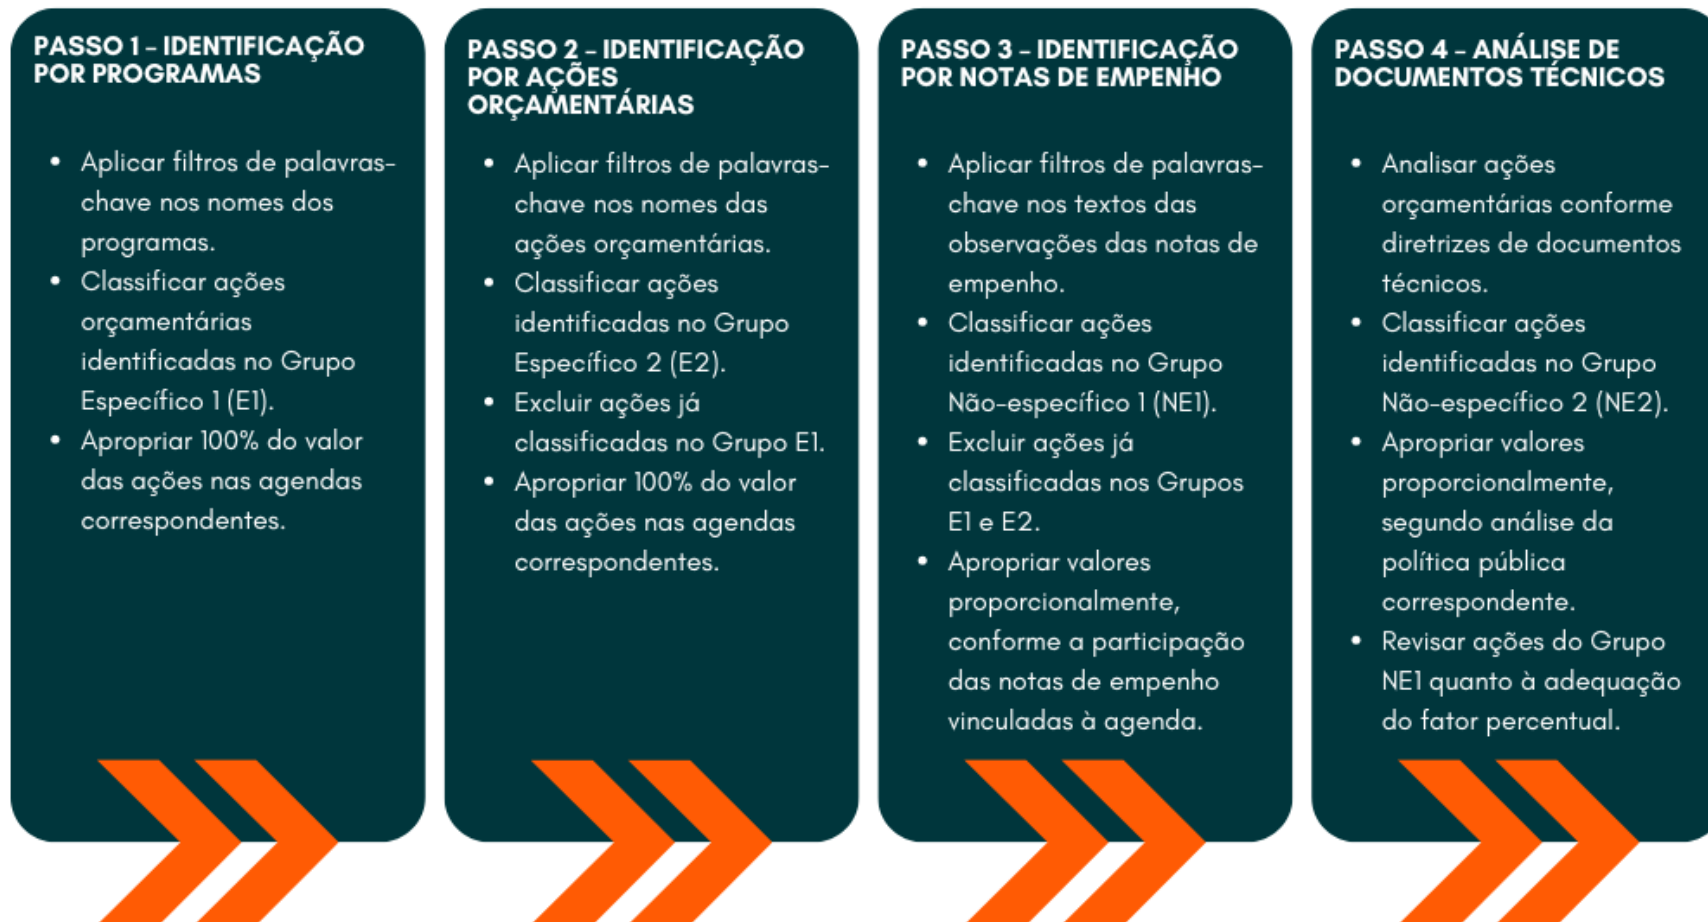 PASSO 1 – IDENTIFICAÇÃO
POR PROGRAMAS
• Aplicar filtros de palavras-
chave nos nomes dos
programas.
• Classificar ações
orçamentárias
identificadas no Grupo
Específico 1 (E1).
• Apropriar 100% do valor
das ações nas agendas
correspondentes.
PASSO 2 – IDENTIFICAÇÃO
POR AÇÕES
ORÇAMENTÁRIAS
• Aplicar filtros de palavras-
chave nos nomes das
ações orçamentárias.
• Classificar ações
identificadas no Grupo
Específico 2 (E2).
• Excluir ações já
classificadas no Grupo E1.
• Apropriar 100% do valor
das ações nas agendas
correspondentes.
PASSO 3 – IDENTIFICAÇÃO
POR NOTAS DE EMPENHO
• Aplicar filtros de palavras-
chave nos textos das
observações das notas de
empenho.
• Classificar ações
identificadas no Grupo
Não-específico 1 (NE1).
• Excluir ações já
classificadas nos Grupos
E1 e E2.
• Apropriar valores
proporcionalmente,
conforme a participação
das notas de empenho
vinculadas à agenda.
PASSO 4 – ANÁLISE DE
DOCUMENTOS TÉCNICOS
• Analisar ações
orçamentárias conforme
diretrizes de documentos
técnicos.
• Classificar ações
identificadas no Grupo
Não-específico 2 (NE2).
• Apropriar valores
proporcionalmente,
segundo análise da
política pública
correspondente.
• Revisar ações do Grupo
NE1 quanto à adequação
do fator percentual.